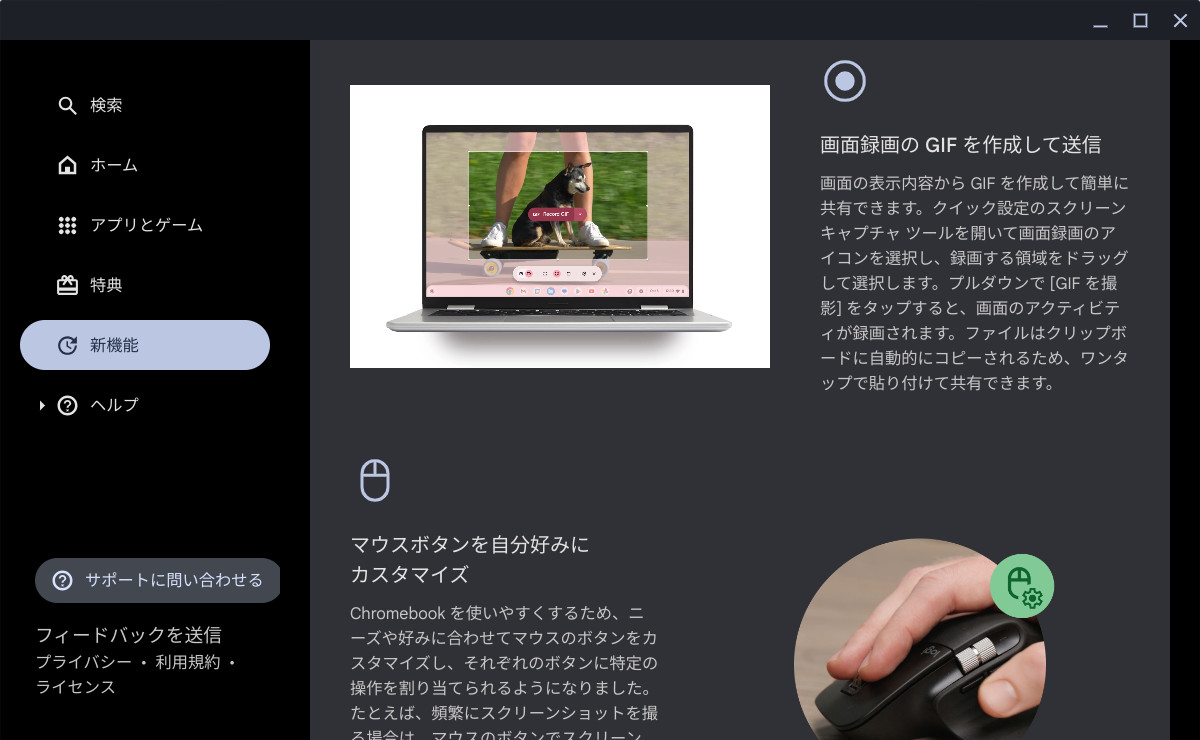 検索
ホーム
アプリとゲーム
特典
新機能
ヘルプ
サポートに問い合わせる
フィードバックを送信
プライバシー • 利用規約 •
ライセンス
Record GIF
画面録画の GIF を作成して送信
画面の表示内容から GIF を作成して簡単に
共有できます。クイック設定のスクリーン
キャプチャ ツールを開いて画面録画のア
イコンを選択し、録画する領域をドラッグ
して選択します。プルダウンで [GIF を撮
影] をタップすると、画面のアクティビテ
ィが録画されます。ファイルはクリップボ
ードに自動的にコピーされるため、ワンタ
ップで貼り付けて共有できます。
マウスボタンを自分好みに
カスタマイズ
Chromebook を使いやすくするため、ニ
ーズや好みに合わせてマウスのボタンをカ
スタマイズし、それぞれのボタンに特定の
操作を割り当てられるようになりました。
たとえば、頻繁にスクリーンショットを撮
る場合は、マウスのボタンでスクリーン